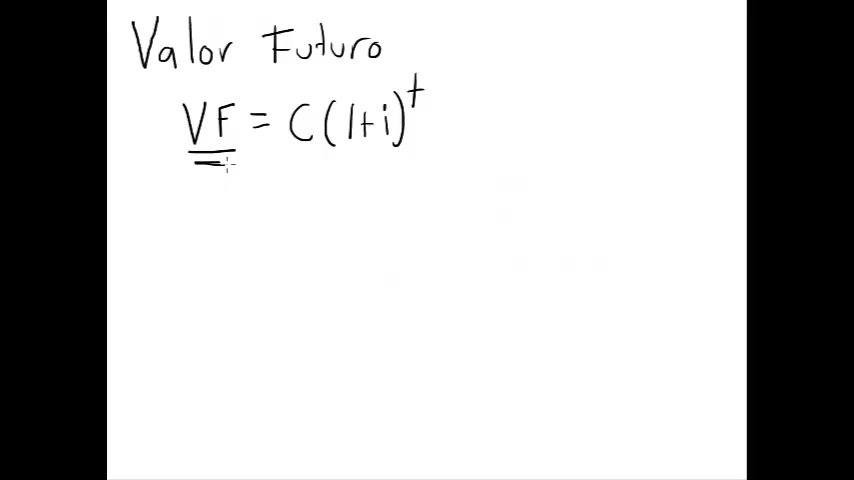 Valor Futuro
VF = C(1+i)^t